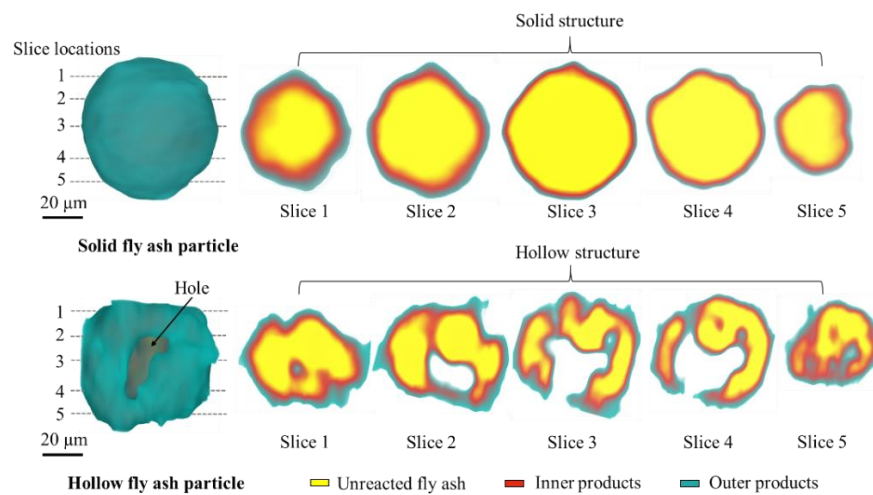 Solid structure
Slice locations
1
2
3
4
5
20 μm
Slice 1
Slice 2
Slice 3
Slice 4
Slice 5
Solid fly ash particle
Hollow structure
Hole
1
2
3
4
5
20 μm
Slice 1
Slice 2
Slice 3
Slice 4
Slice 5
Hollow fly ash particle
Unreacted fly ash
Inner products
Outer products